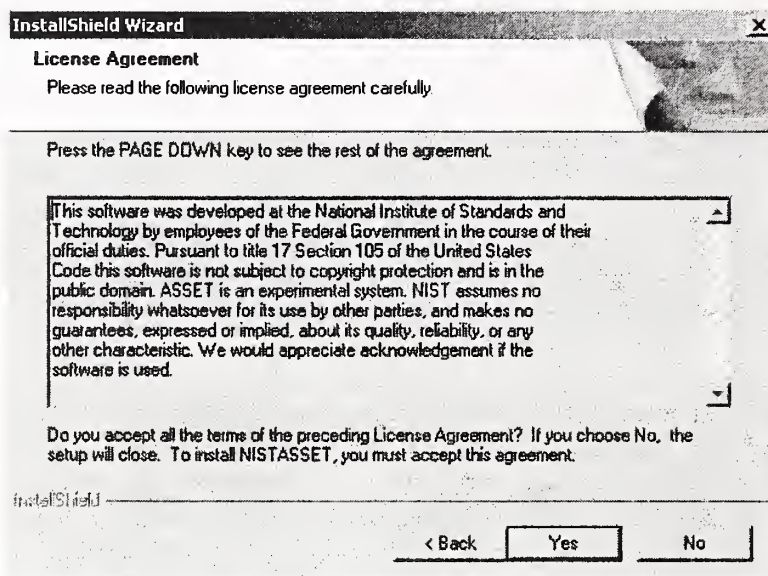 InstallShield Wizard
License Agreement
Please read the following license agreement carefully.
Press the PAGE DOWN key to see the rest of the agreement.
This software was developed at the National Institute of Standards and
Technology by employees of the Federal Government in the course of their
official duties. Pursuant to title 17 Section 105 of the United States
Code this software is not subject to copyright protection and is in the
public domain. ASSET is an experimental system. NIST assumes no
responsibility whatsoever for its use by other parties, and makes no
guarantees, expressed or implied, about its quality, reliability, or any
other characteristic. We would appreciate acknowledgement if the
software is used.
Do you accept all the terms of the preceding License Agreement? If you choose No, the
setup will close. To install NISTASSET, you must accept this agreement.
InstallShield
< Back Yes No